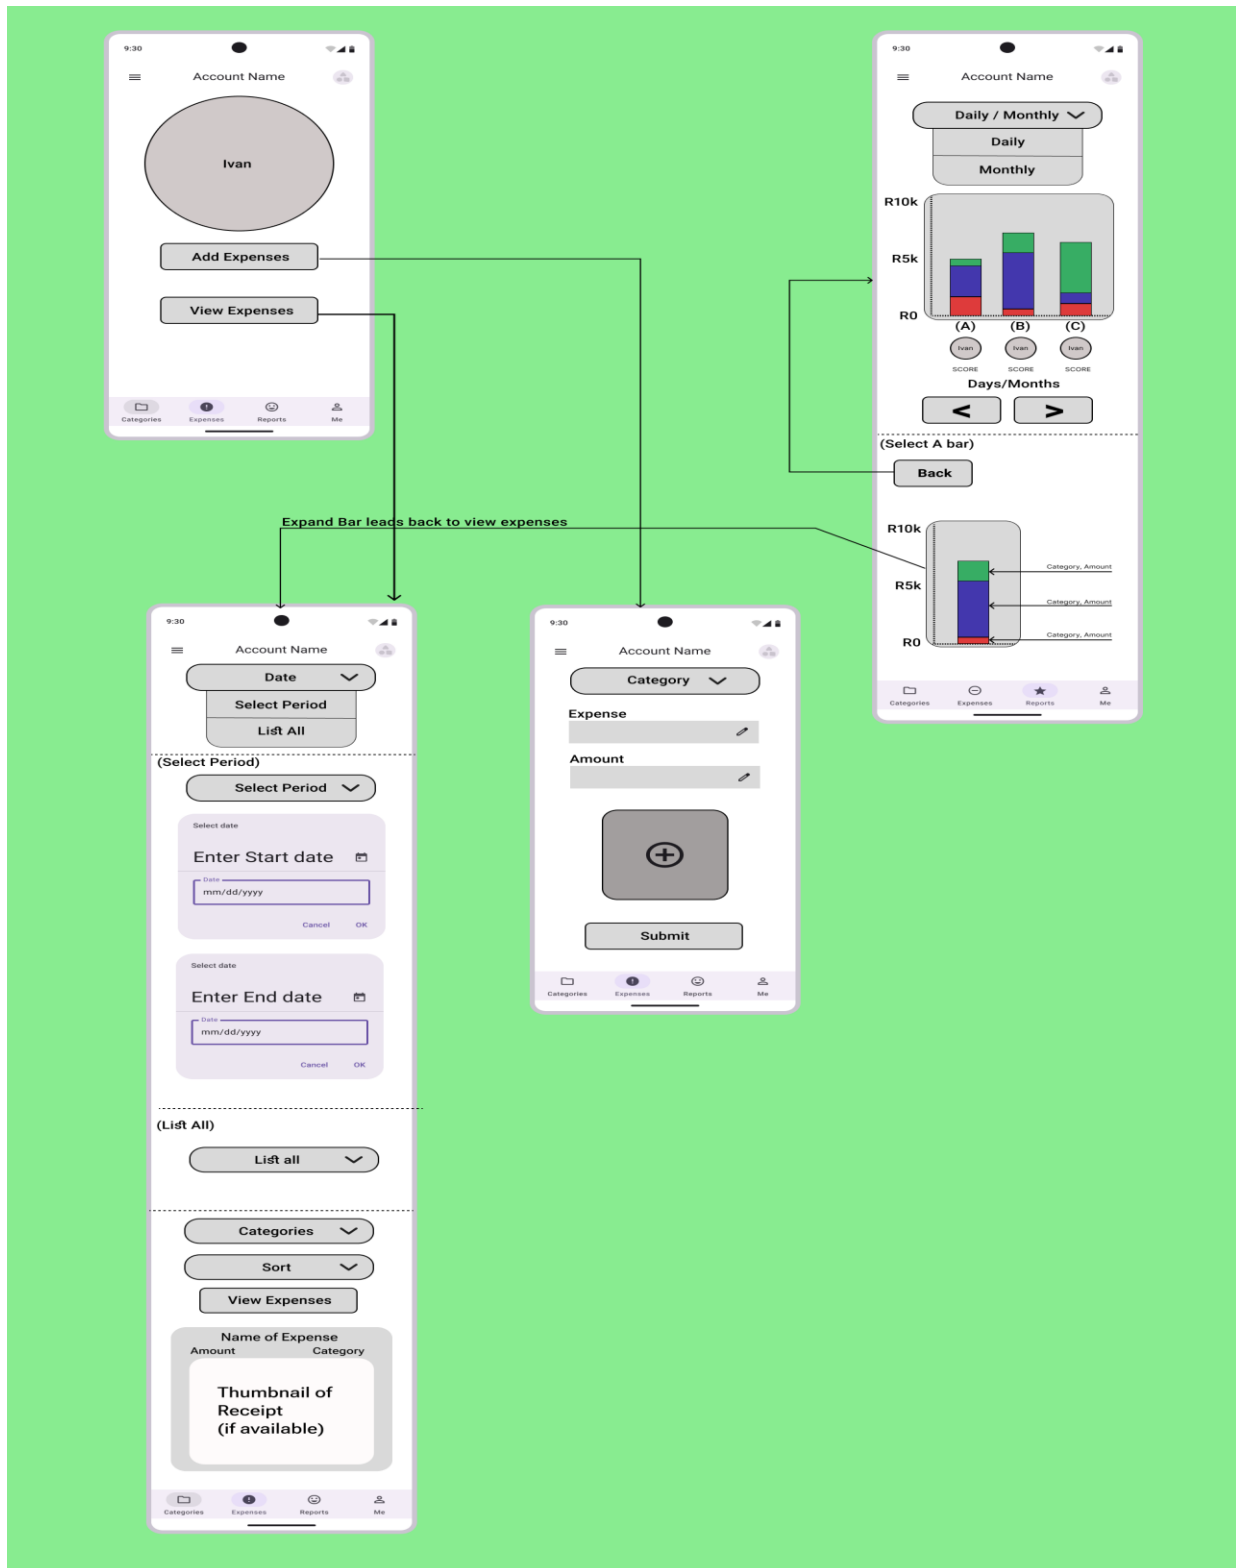 9:30
Account Name
Ivan
Add Expenses
View Expenses
Categories Expenses Reports Me
9:30
Account Name
Daily / Monthly
Daily
Monthly
R10k
R5k
R0
(A) (B) (C)
Ivan Ivan Ivan
SCORE SCORE SCORE
Days/Months
< >
(Select A bar)
Back
R10k
R5k
R0
Category, Amount
Category, Amount
Category, Amount
Categories Expenses Reports Me
Expand Bar leads back to view expenses
9:30
Account Name
Date
Select Period
List All
(Select Period)
Select Period
Select date
Enter Start date
Date
mm/dd/yyyy
Cancel OK
Select date
Enter End date
Date
mm/dd/yyyy
Cancel OK
(List All)
List all
Categories
Sort
View Expenses
Name of Expense
Amount Category
Thumbnail of
Receipt
(if available)
Categories Expenses Reports Me
9:30
Account Name
Category
Expense
Amount
Submit
Categories Expenses Reports Me